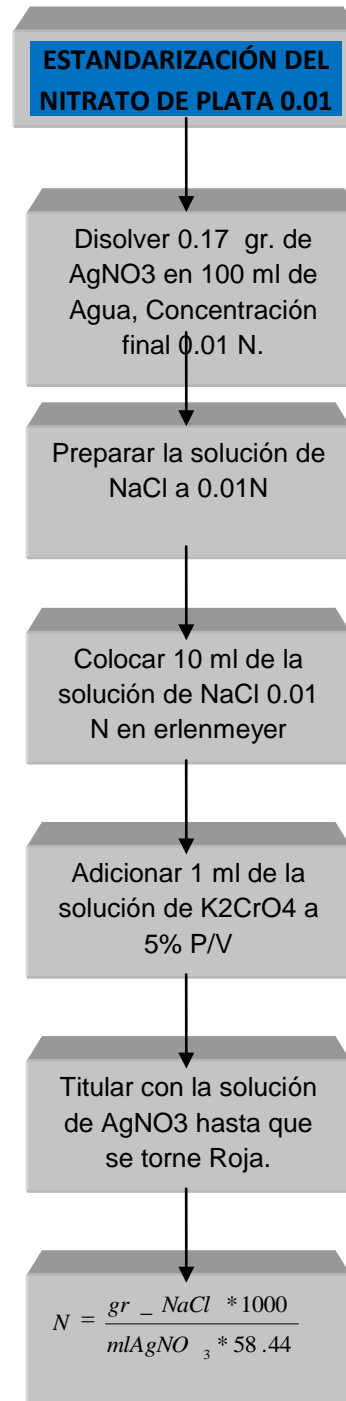 ESTANDARIZACIÓN DEL
NITRATO DE PLATA 0.01
Disolver 0.17 gr. de
AgNO3 en 100 ml de
Agua, Concentración
final 0.01 N.
Preparar la solución de
NaCl a 0.01N
Colocar 10 ml de la
solución de NaCl 0.01
N en erlenmeyer
Adicionar 1 ml de la
solución de K2CrO4 a
5% P/V
Titular con la solución
de AgNO3 hasta que
se torne Roja.
N = gr _ NaCl *1000
mlAgNO 3 * 58 .44